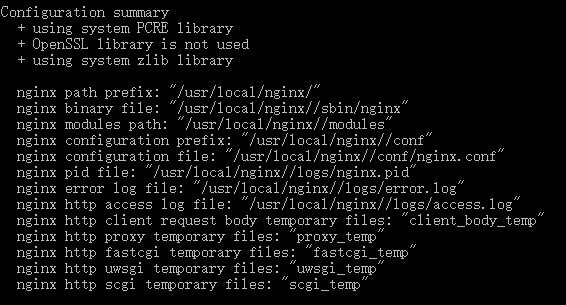 Configuration summary
+ using system PCRE library
+ OpenSSL library is not used
+ using system zlib library
nginx path prefix: "/usr/local/nginx/"
nginx binary file: "/usr/local/nginx//sbin/nginx"
nginx modules path: "/usr/local/nginx//modules"
nginx configuration prefix: "/usr/local/nginx//conf"
nginx configuration file: "/usr/local/nginx//conf/nginx.conf"
nginx pid file: "/usr/local/nginx//logs/nginx.pid"
nginx error log file: "/usr/local/nginx//logs/error.log"
nginx http access log file: "/usr/local/nginx//logs/access.log"
nginx http client request body temporary files: "client_body_temp"
nginx http proxy temporary files: "proxy_temp"
nginx http fastcgi temporary files: "fastcgi_temp"
nginx http uwsgi temporary files: "uwsgi_temp"
nginx http scgi temporary files: "scgi_temp"